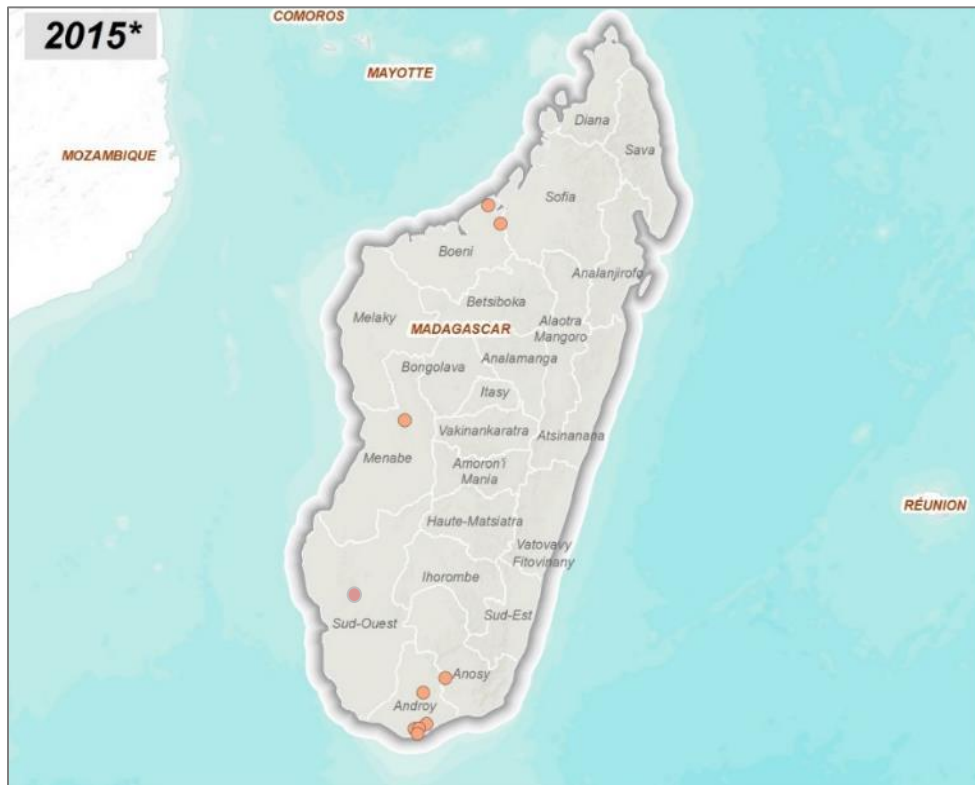 COMOROS
2015*
MAYOTTE
MOZAMBIQUE
Diana
Sava
Sofia
Boeni
Analanjirofo
Betsiboka
Melaky
MADAGASCAR
Alaotra
Mangoro
Analamanga
Bongolava
Itasy
Vakinankaratra
Atsinanana
Menabe
Amoron'i
Mania
RÉUNION
Haute-Matsiatra
Vatovavy
Fitovinany
Ihorombe
Sud-Est
Sud-Ouest
Anosy
Androy